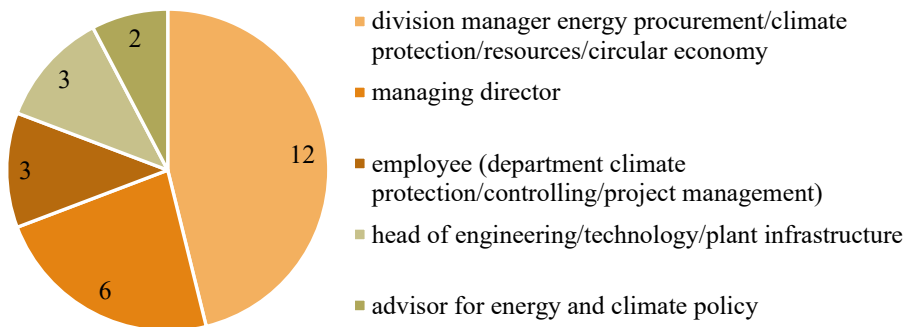 2
3
3
6
12
division manager energy procurement/climate
protection/resources/circular economy
managing director
employee (department climate
protection/controlling/project management)
head of engineering/technology/plant infrastructure
advisor for energy and climate policy